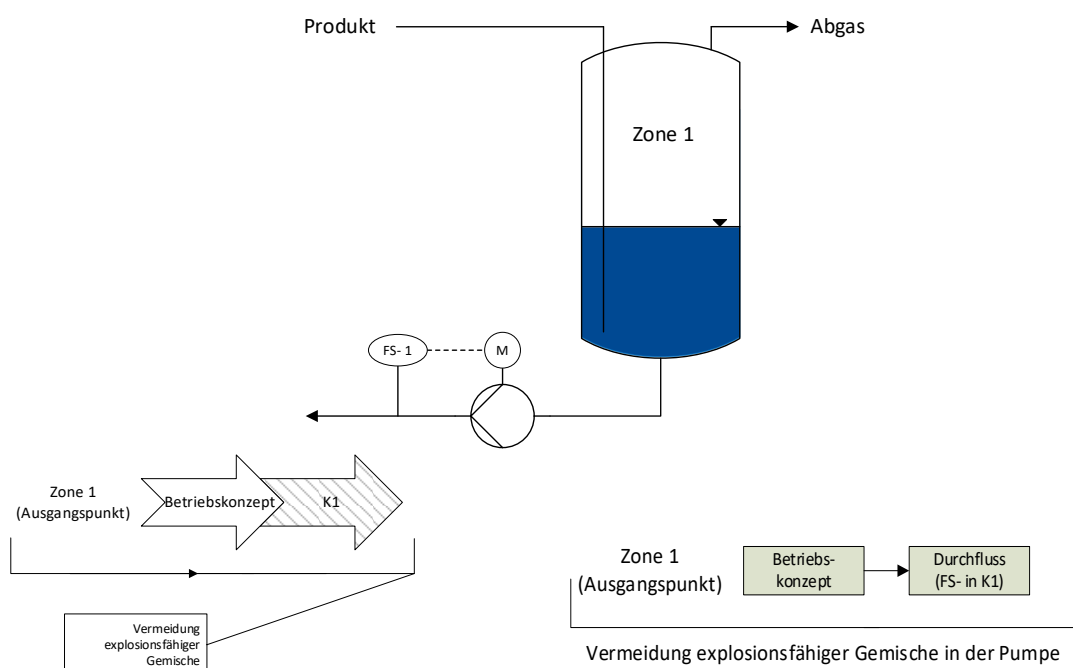 Produkt
Abgas
Zone 1
FS- 1
M
Zone 1
(Ausgangspunkt)
Betriebskonzept
K1
Vermeidung
explosionsfähiger
Gemische
Zone 1
(Ausgangspunkt)
Betriebs-
konzept
Durchfluss
(FS- in K1)
Vermeidung explosionsfähiger Gemische in der Pumpe